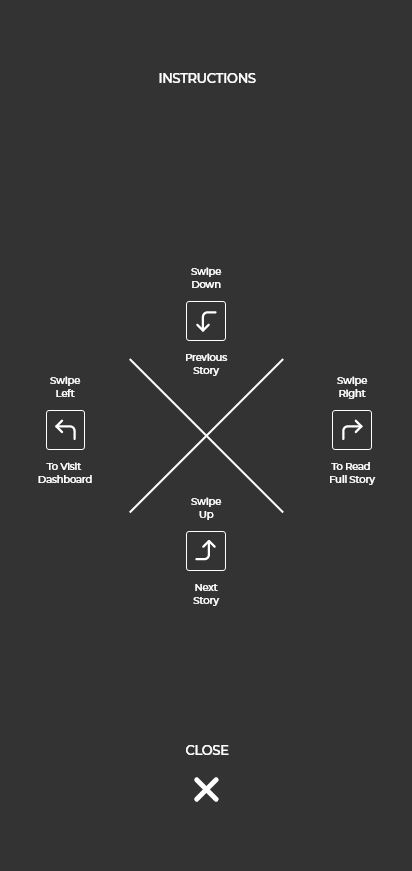 INSTRUCTIONS
Swipe
Down
Previous
Story
Swipe
Left
To Visit
Dashboard
Swipe
Right
To Read
Full Story
Swipe
Up
Next
Story
CLOSE